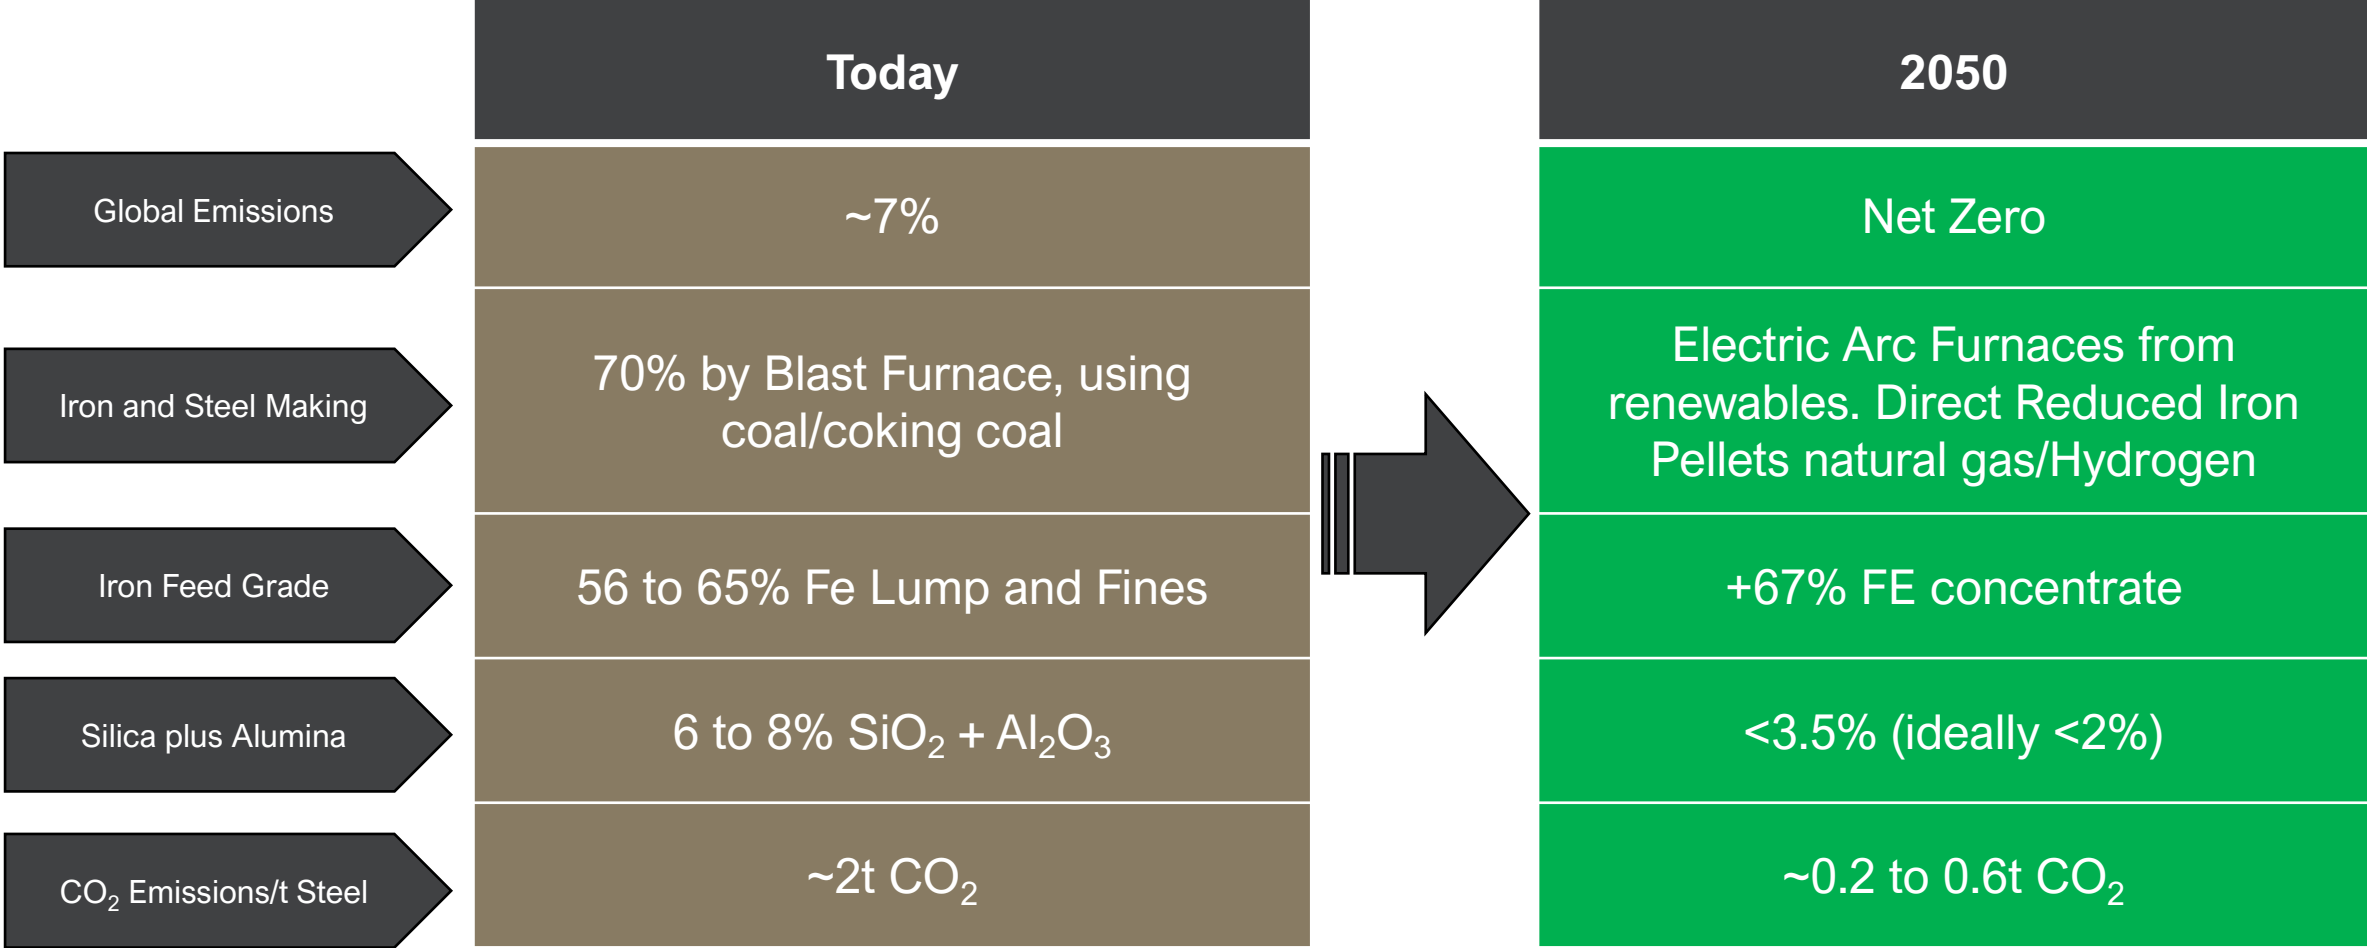 Today
2050
Global Emissions
~7%
Net Zero
Iron and Steel Making
70% by Blast Furnace, using
coal/coking coal
Electric Arc Furnaces from
renewables. Direct Reduced Iron
Pellets natural gas/Hydrogen
Iron Feed Grade
56 to 65% Fe Lump and Fines
+67% FE concentrate
Silica plus Alumina
6 to 8% SiO₂ + Al₂O₃
<3.5% (ideally <2%)
CO₂ Emissions/t Steel
~2t CO₂
~0.2 to 0.6t CO₂